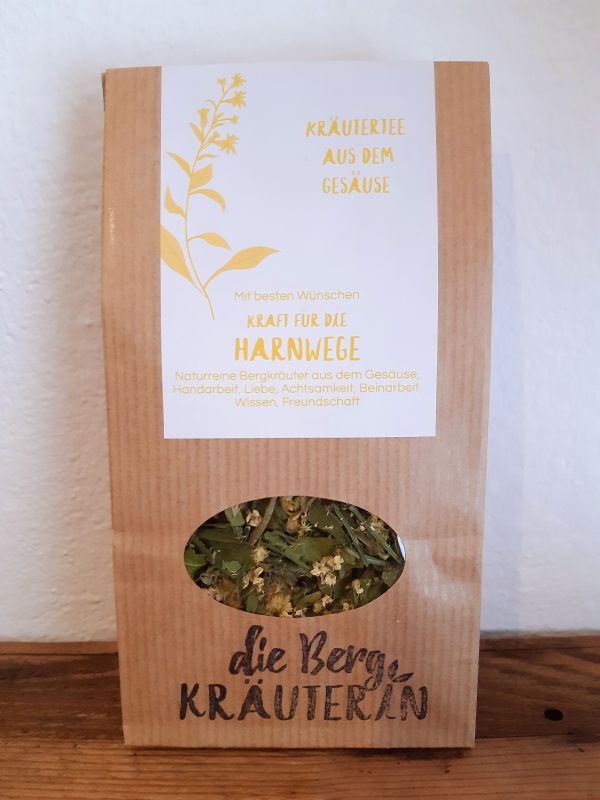 KRÄUTERTEE
AUS DEM
GESÄUSE
Mit besten Wünschen
KRAFT FÜR DIE
HARNWEGE
Naturreine Bergkräuter aus dem Gesäuse,
Handarbeit, Liebe, Achtsamkeit, Beinarbeit,
Wissen, Freundschaft
die Berg
KRÄUTERIN